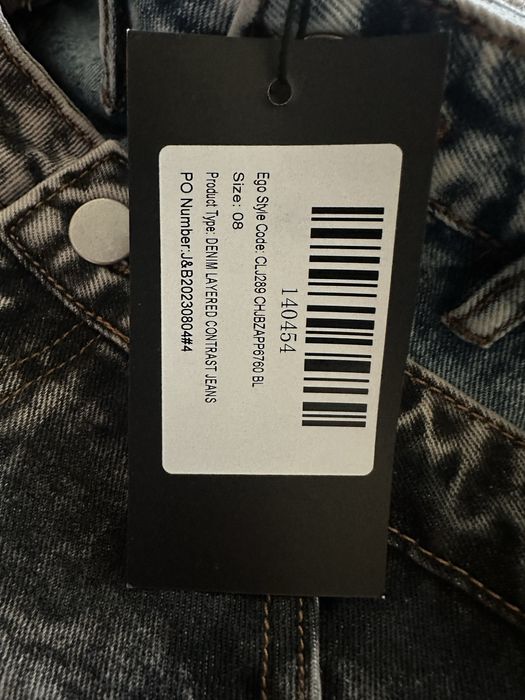 140454
Ego Style Code: CLJ289 CHJBZAPP6760 BL
Size: 08
Product Type: DENIM LAYERED CONTRAST JEANS
PO Number:J&B20230804#4